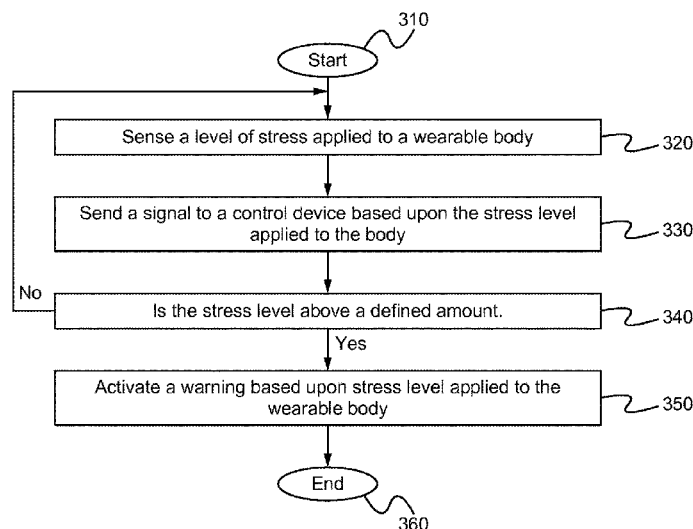 310
Start
Sense a level of stress applied to a wearable body
320
Send a signal to a control device based upon the stress level
applied to the body
330
No
Is the stress level above a defined amount.
340
Yes
Activate a warning based upon stress level applied to the
wearable body
350
End
360